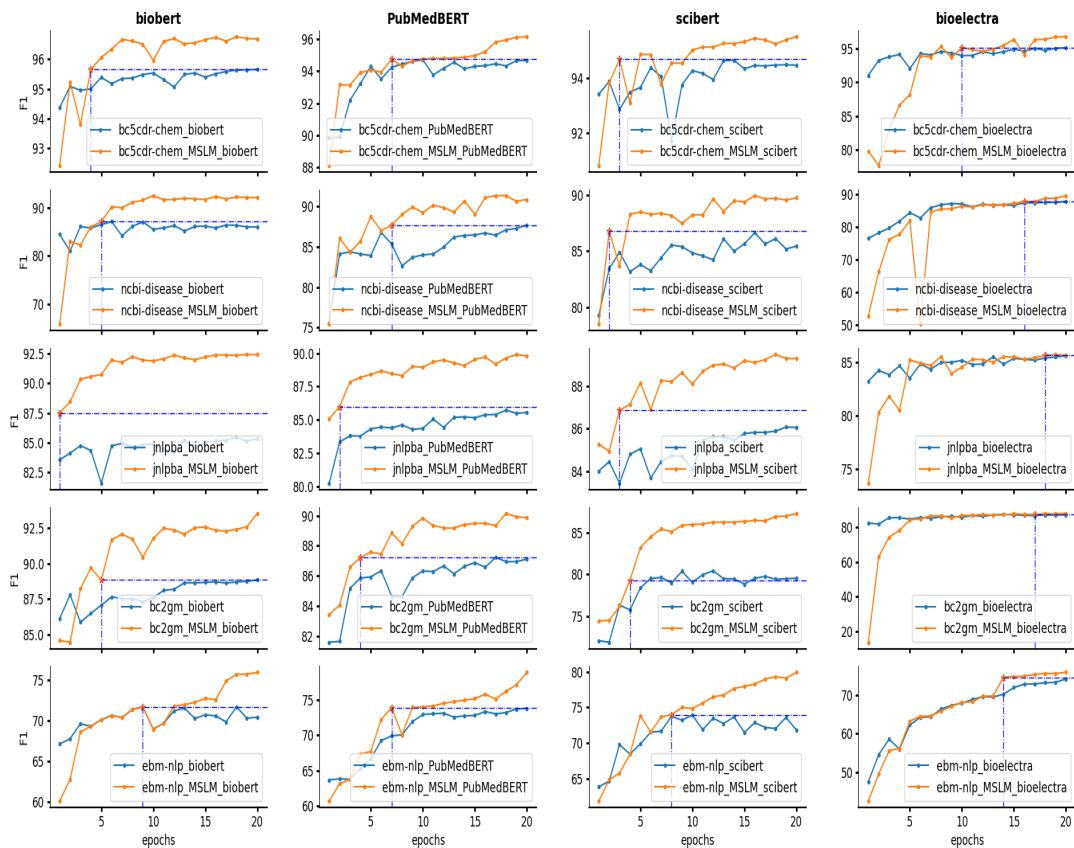 biobert
PubMedBERT
scibert
bioelectra
F1
96
95
94
93
bc5cdr-chem_biobert
bc5cdr-chem_MSLM_biobert
96
94
92
90
88
bc5cdr-chem_PubMedBERT
bc5cdr-chem_MSLM_PubMedBERT
94
92
bc5cdr-chem_scibert
bc5cdr-chem_MSLM_scibert
95
90
85
80
76
bc5cdr-chem_bioelectra
bc5cdr-chem_MSLM_bioelectra
F1
90
80
70
ncbi-disease_biobert
ncbi-disease_MSLM_biobert
90
85
80
75
ncbi-disease_PubMedBERT
ncbi-disease_MSLM_PubMedBERT
90
85
80
ncbi-disease_scibert
ncbi-disease_MSLM_scibert
90
80
70
60
50
ncbi-disease_bioelectra
ncbi-disease_MSLM_bioelectra
F1
92.5
90.0
87.5
85.0
82.5
jnlpba_biobert
jnlpba_MSLM_biobert
90.0
87.5
85.0
82.5
80.0
jnlpba_PubMedBERT
jnlpba_MSLM_PubMedBERT
88
86
84
jnlpba_scibert
jnlpba_MSLM_scibert
85
80
75
jnlpba_bioelectra
jnlpba_MSLM_bioelectra
F1
92.5
90.0
87.5
85.0
bc2gm_biobert
bc2gm_MSLM_biobert
90
88
86
84
82
bc2gm_PubMedBERT
bc2gm_MSLM_PubMedBERT
85
80
75
70
bc2gm_scibert
bc2gm_MSLM_scibert
80
60
40
20
10
bc2gm_bioelectra
bc2gm_MSLM_bioelectra
F1
75
70
65
60
ebm-nlp_biobert
ebm-nlp_MSLM_biobert
5
10
15
20
epochs
75
70
65
60
ebm-nlp_PubMedBERT
ebm-nlp_MSLM_PubMedBERT
5
10
15
20
epochs
80
75
70
65
ebm-nlp_scibert
ebm-nlp_MSLM_scibert
5
10
15
20
epochs
70
60
50
ebm-nlp_bioelectra
ebm-nlp_MSLM_bioelectra
5
10
15
20
epochs